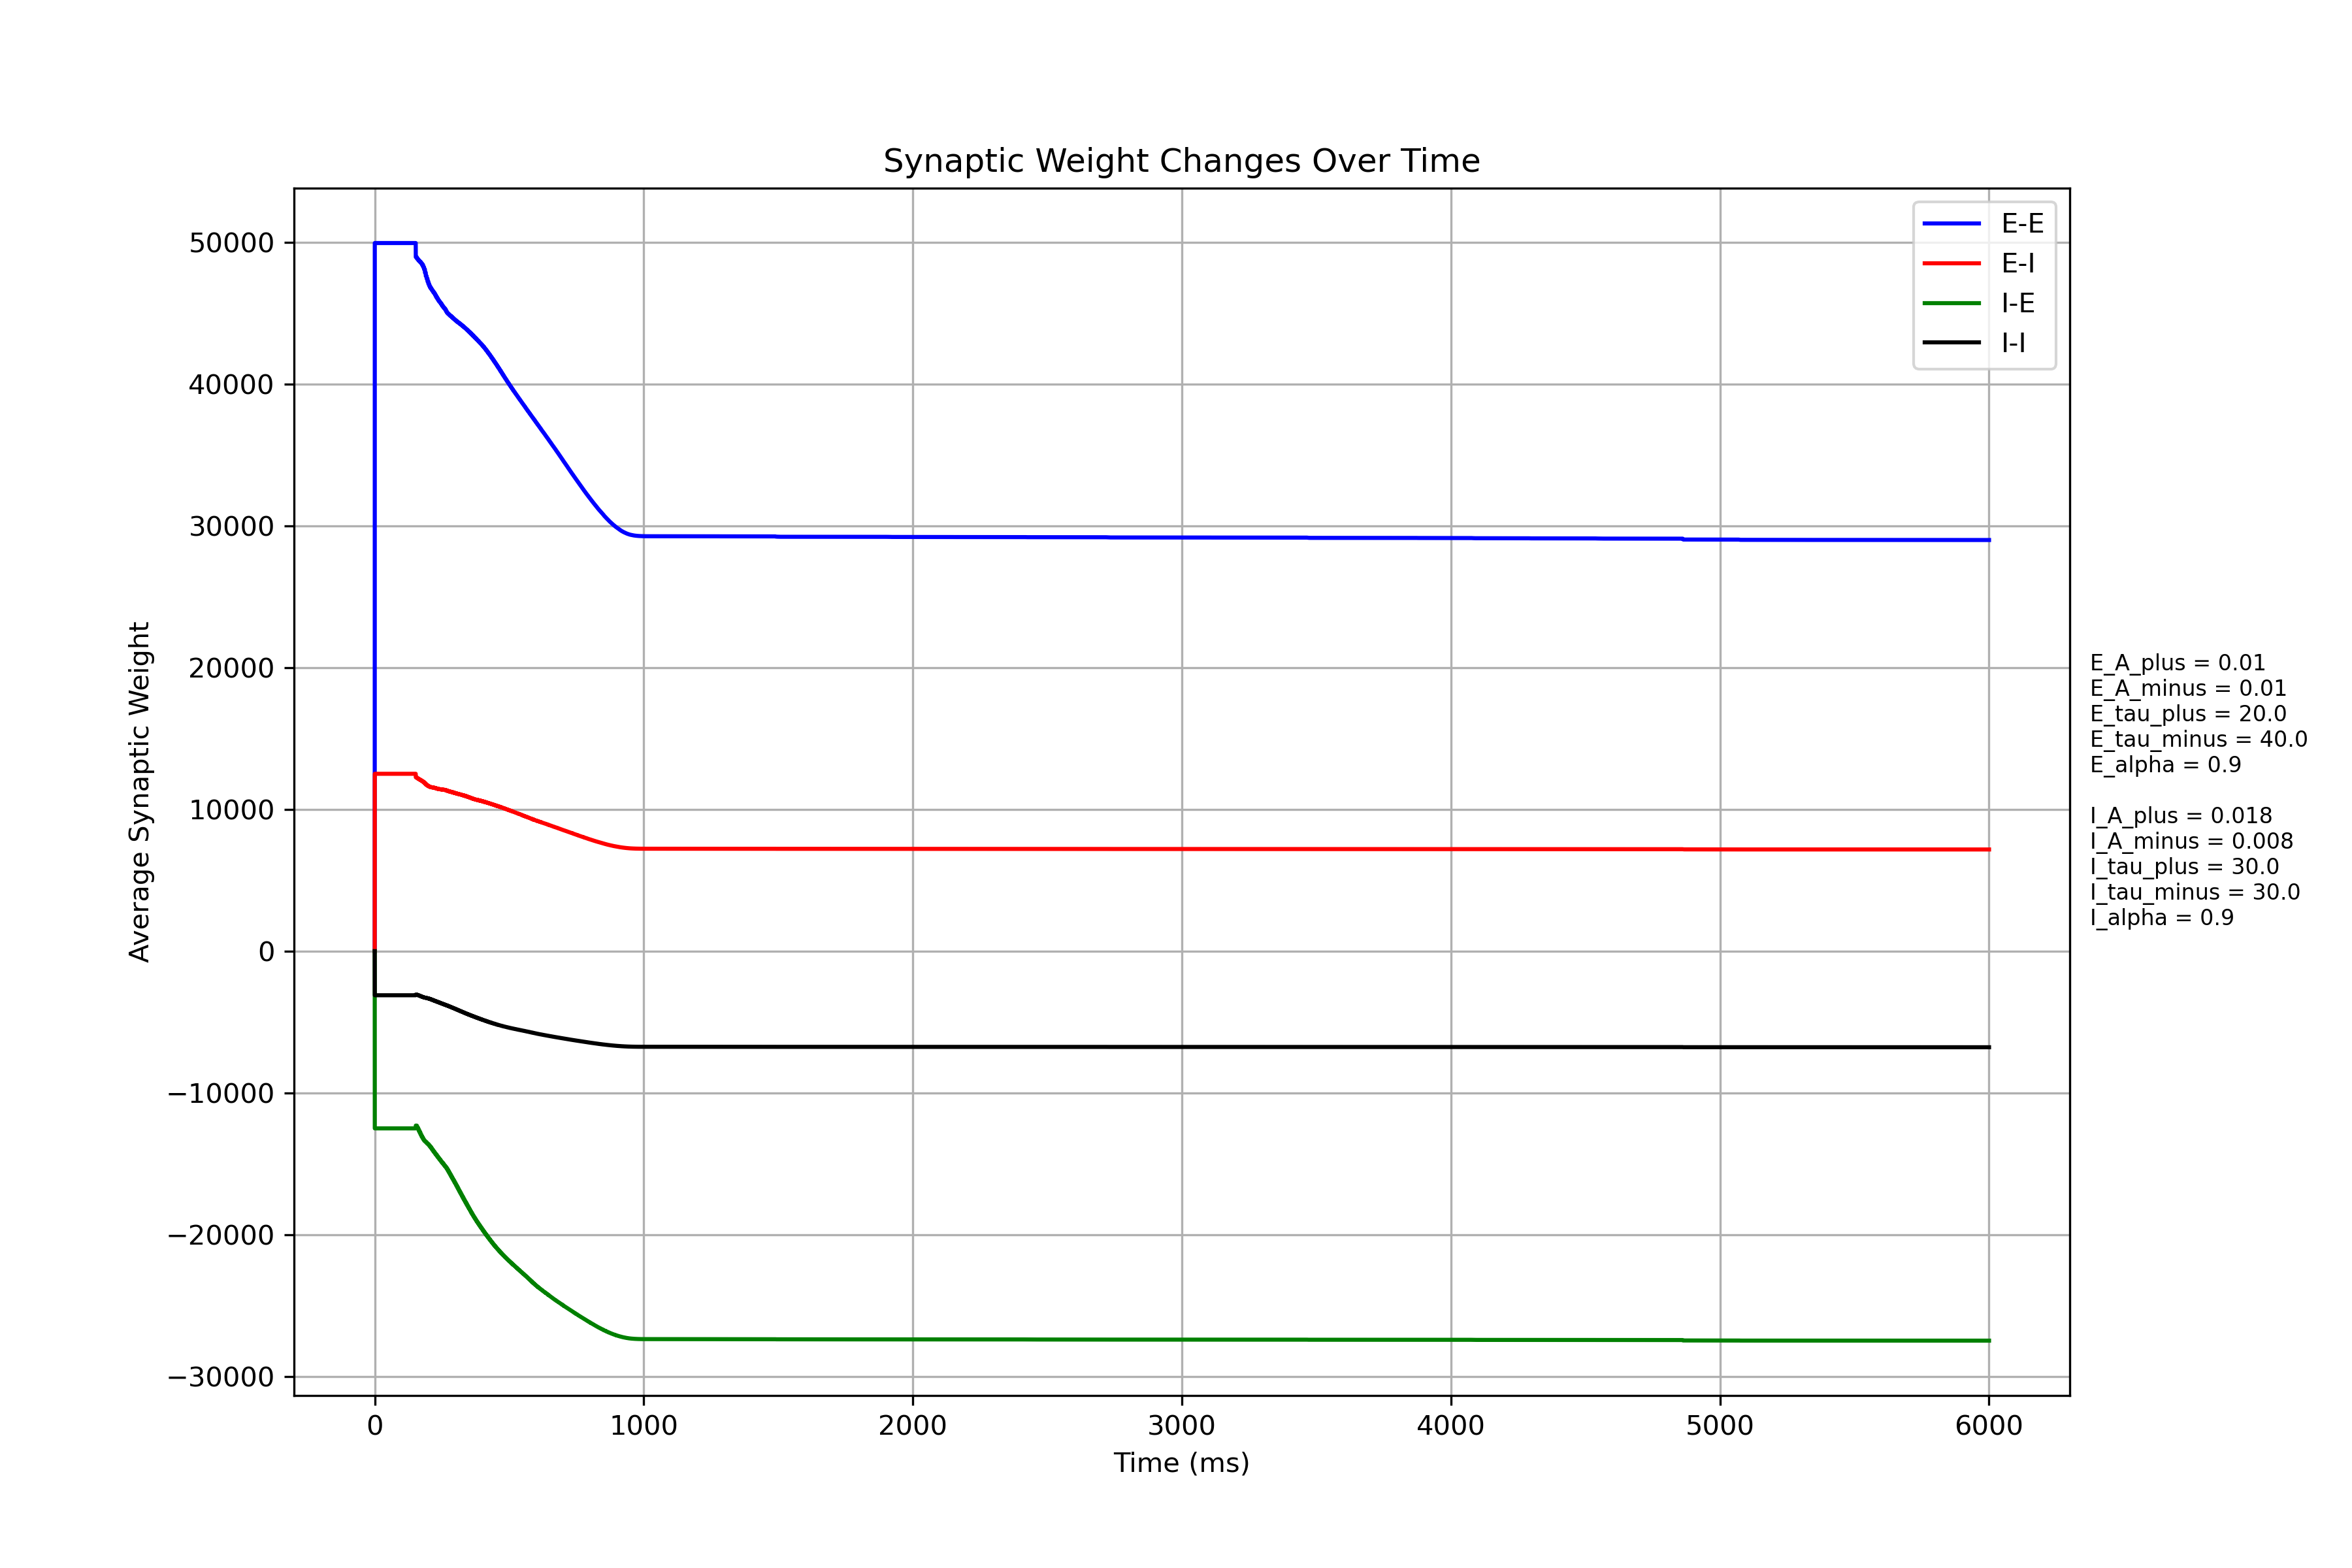 Synaptic Weight Changes Over Time
E-E
E-I
I-E
I-I
50000
40000
30000
20000
10000
0
−10000
−20000
−30000
Average Synaptic Weight
0 1000 2000 3000 4000 5000 6000
Time (ms)
E_A_plus = 0.01
E_A_minus = 0.01
E_tau_plus = 20.0
E_tau_minus = 40.0
E_alpha = 0.9
I_A_plus = 0.018
I_A_minus = 0.008
I_tau_plus = 30.0
I_tau_minus = 30.0
I_alpha = 0.9